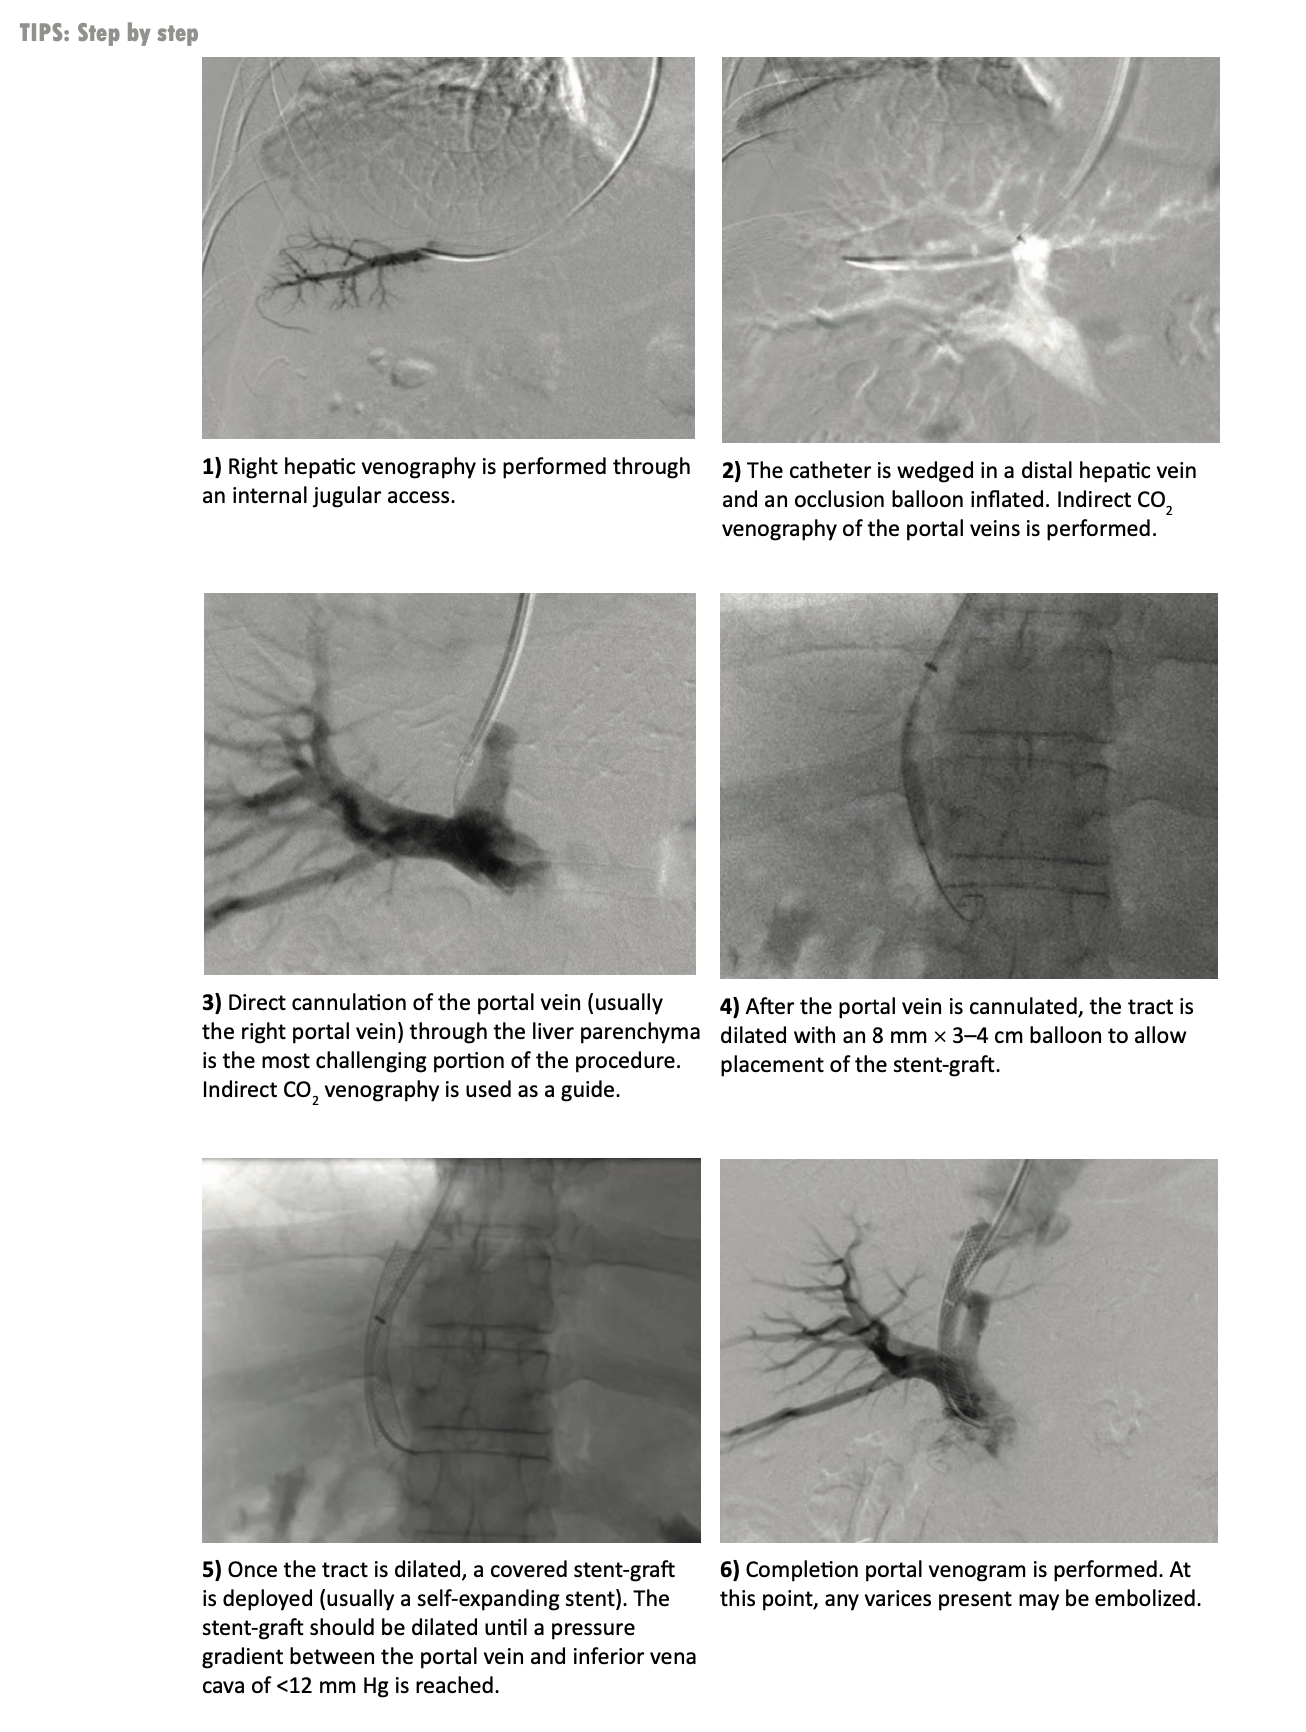 TIPS: Step by step
1) Right hepatic venography is performed through
an internal jugular access.
2) The catheter is wedged in a distal hepatic vein
and an occlusion balloon inflated. Indirect CO₂
venography of the portal veins is performed.
3) Direct cannulation of the portal vein (usually
the right portal vein) through the liver parenchyma
is the most challenging portion of the procedure.
Indirect CO₂ venography is used as a guide.
4) After the portal vein is cannulated, the tract is
dilated with an 8 mm × 3–4 cm balloon to allow
placement of the stent-graft.
5) Once the tract is dilated, a covered stent-graft
is deployed (usually a self-expanding stent). The
stent-graft should be dilated until a pressure
gradient between the portal vein and inferior vena
cava of <12 mm Hg is reached.
6) Completion portal venogram is performed. At
this point, any varices present may be embolized.